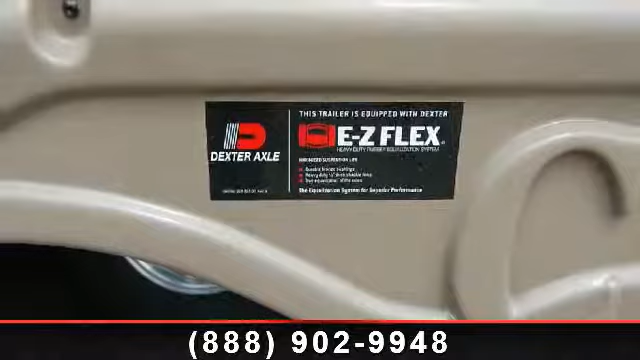 THIS TRAILER IS EQUIPPED WITH DEXTER
DEXTER AXLE
E-Z FLEX
HEAVY DUTY RUBBER EQUALIZATION SYSTEM
SUSPENSION
The Equalization System for Superior Performance
(888) 902-9948